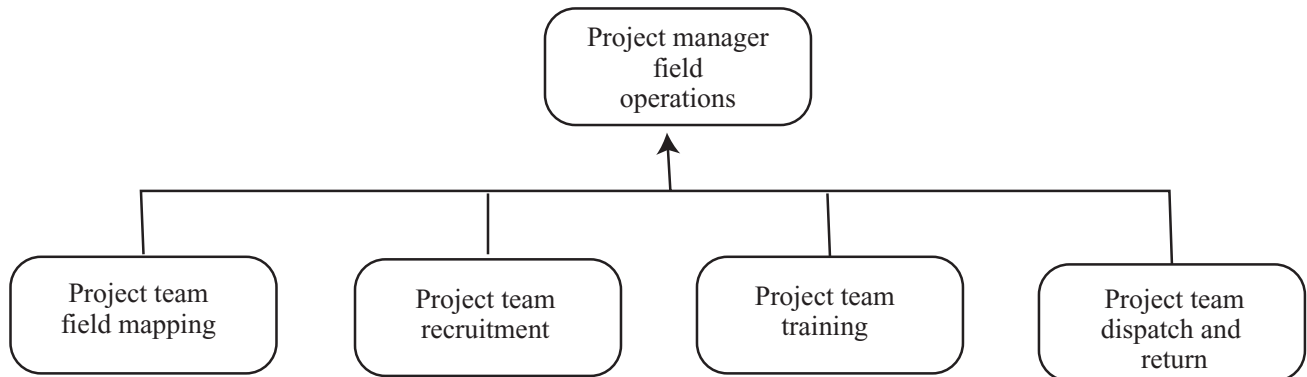 Project manager
field
operations
Project team
field mapping
Project team
recruitment
Project team
training
Project team
dispatch and
return